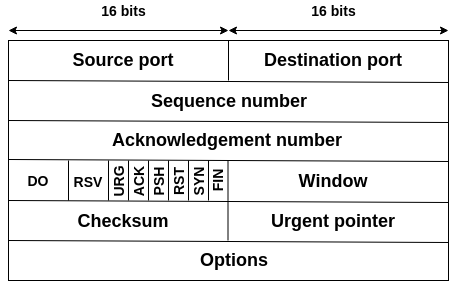 16 bits 16 bits
Source port Destination port
Sequence number
Acknowledgement number
DO RSV URG ACK PSH RST SYN FIN Window
Checksum Urgent pointer
Options